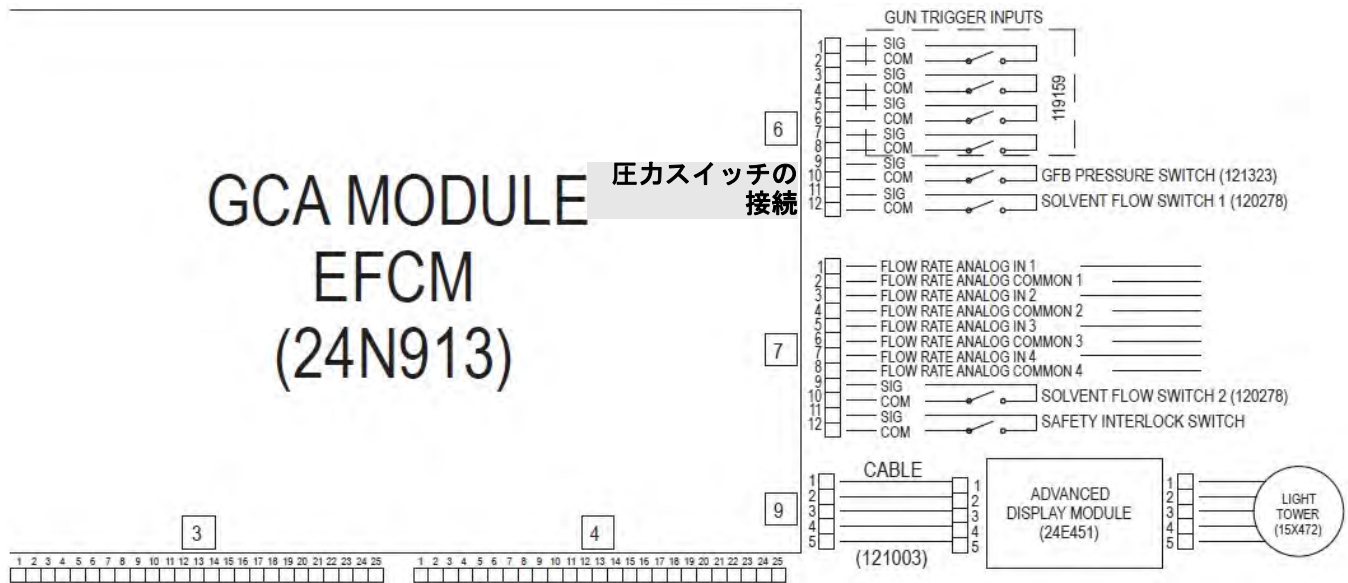 GUN TRIGGER INPUTS
1 SIG
2 COM
3 SIG
4 COM
5 SIG
6 COM
7 SIG
8 COM
119159
9 SIG
10 COM GFB PRESSURE SWITCH (121323)
11 SIG
12 COM SOLVENT FLOW SWITCH 1 (120278)
6
圧力スイッチの
接続
GCA MODULE
EFCM
(24N913)
1 FLOW RATE ANALOG IN 1
2 FLOW RATE ANALOG COMMON 1
3 FLOW RATE ANALOG IN 2
4 FLOW RATE ANALOG COMMON 2
5 FLOW RATE ANALOG IN 3
6 FLOW RATE ANALOG COMMON 3
7 FLOW RATE ANALOG IN 4
8 FLOW RATE ANALOG COMMON 4
9 SIG
10 COM SOLVENT FLOW SWITCH 2 (120278)
11 SIG
12 COM SAFETY INTERLOCK SWITCH
7
9
CABLE
1 1
2 2
3 3
4 4
5 5
(121003)
ADVANCED
DISPLAY MODULE
(24E451)
1
2
3
4
5
LIGHT
TOWER
(15X472)
3
4
1 2 3 4 5 6 7 8 9 10 11 12 13 14 15 16 17 18 19 20 21 22 23 24 25
1 2 3 4 5 6 7 8 9 10 11 12 13 14 15 16 17 18 19 20 21 22 23 24 25